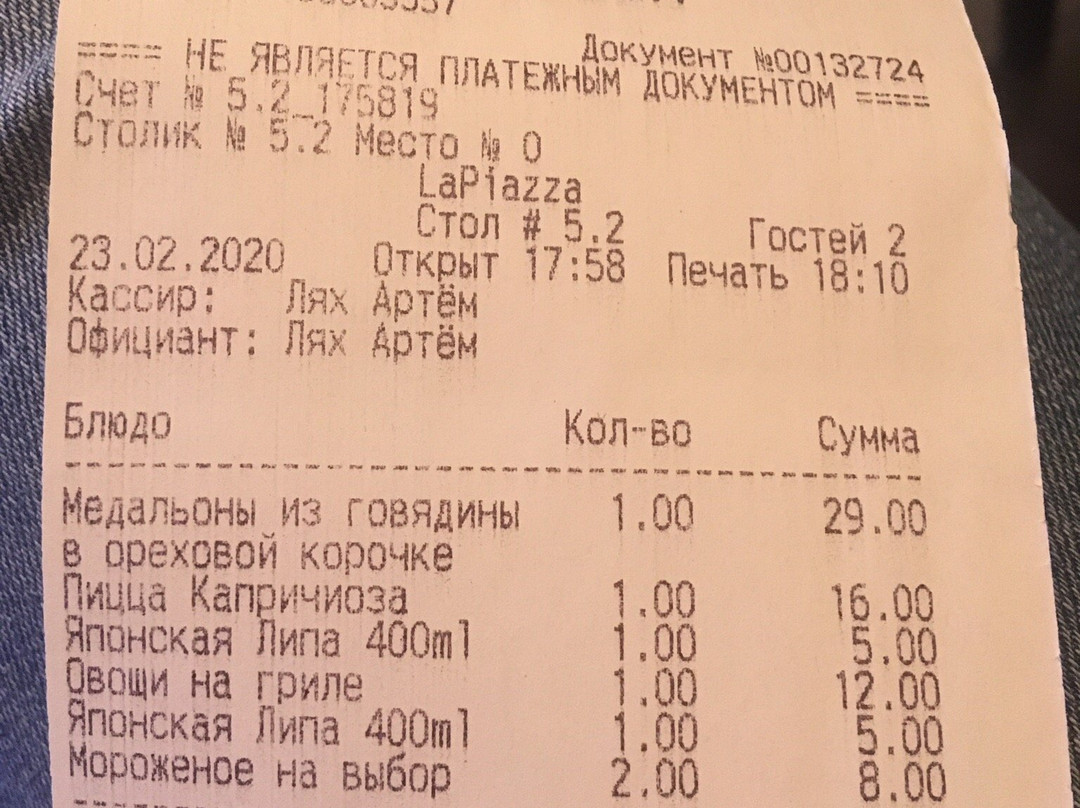 Документ №00132724
==== НЕ ЯВЛЯЕТСЯ ПЛАТЕЖНЫМ ДОКУМЕНТОМ ====
Счет № 5.2_175819
Столик № 5.2 Место № 0
LaPiazza
Стол # 5.2 Гостей 2
23.02.2020 Открыт 17:58 Печать 18:10
Кассир: Лях Артём
Официант: Лях Артём
Блюдо Кол-во Сумма
Медальоны из говядины 1.00 29.00
в ореховой корочке
Пицца Капричиоза 1.00 16.00
Японская Липа 400ml 1.00 5.00
Овощи на гриле 1.00 12.00
Японская Липа 400ml 1.00 5.00
Мороженое на выбор 2.00 8.00